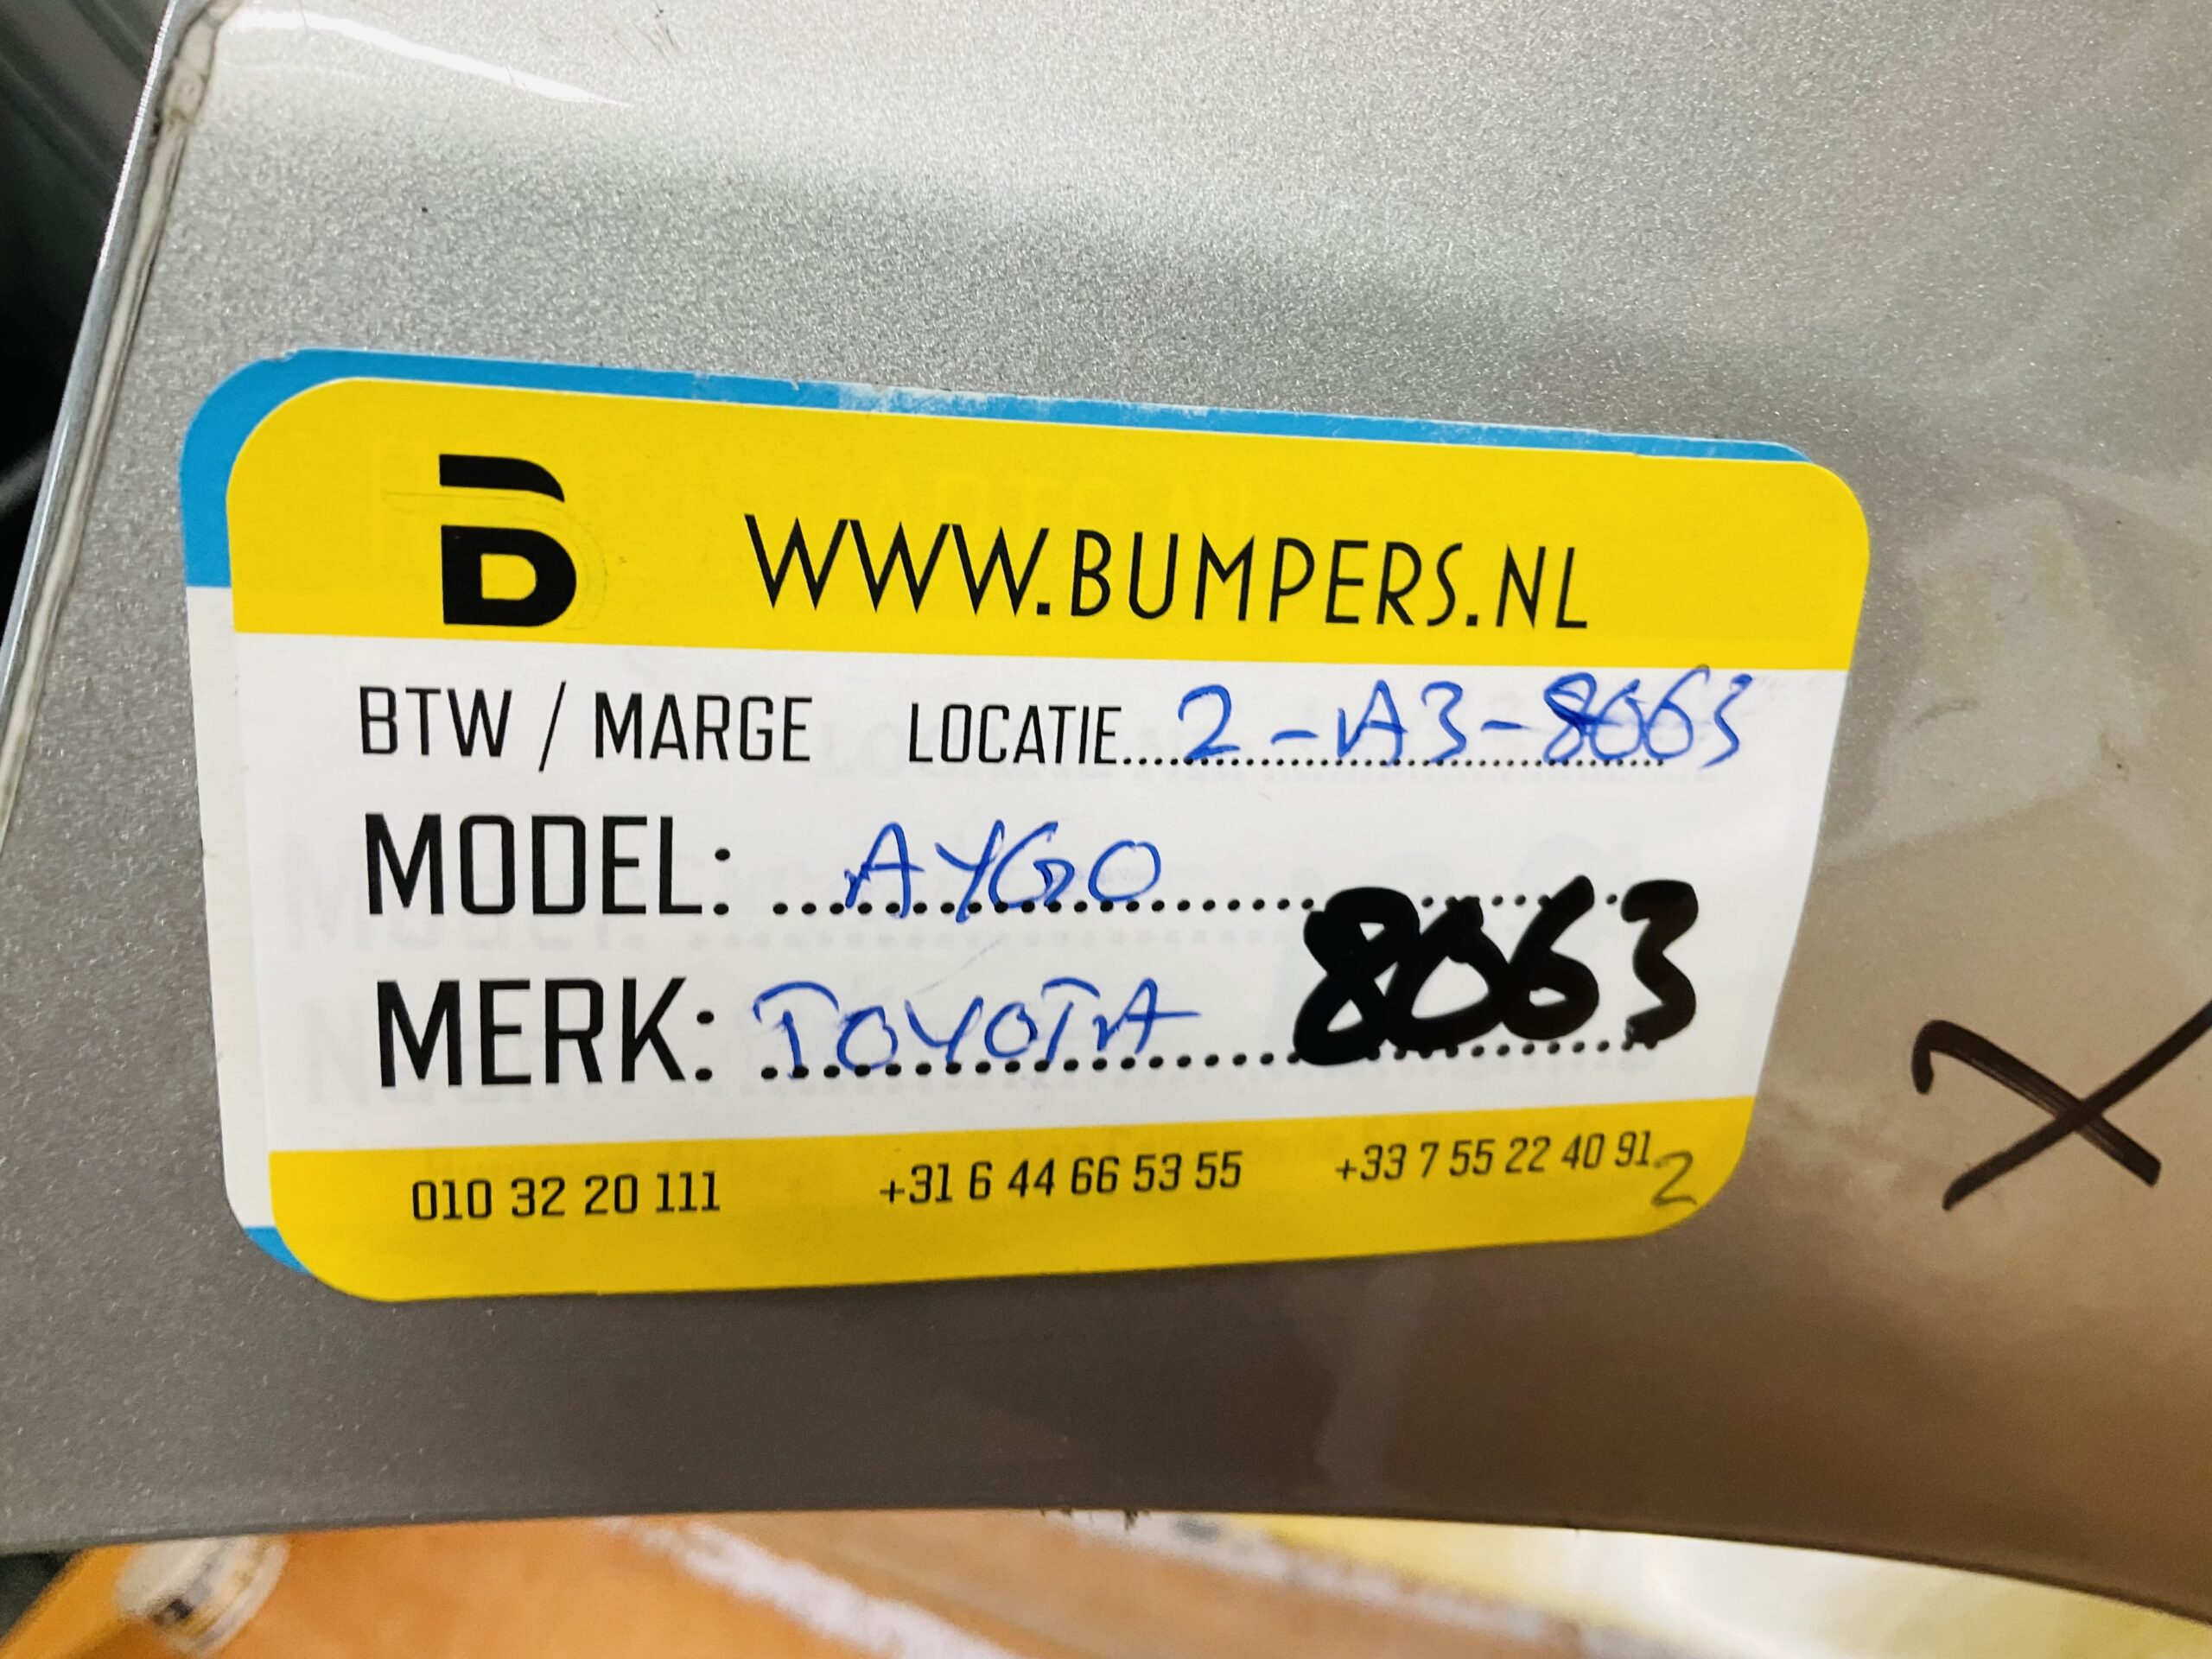 B WWW.BUMPERS.NL
BTW / MARGE LOCATIE....2-A3-8063
MODEL: AYGO
8063
MERK: TOYOTA
010 32 20 111 +31 6 44 66 53 55 +33 7 55 22 40 91 2
X